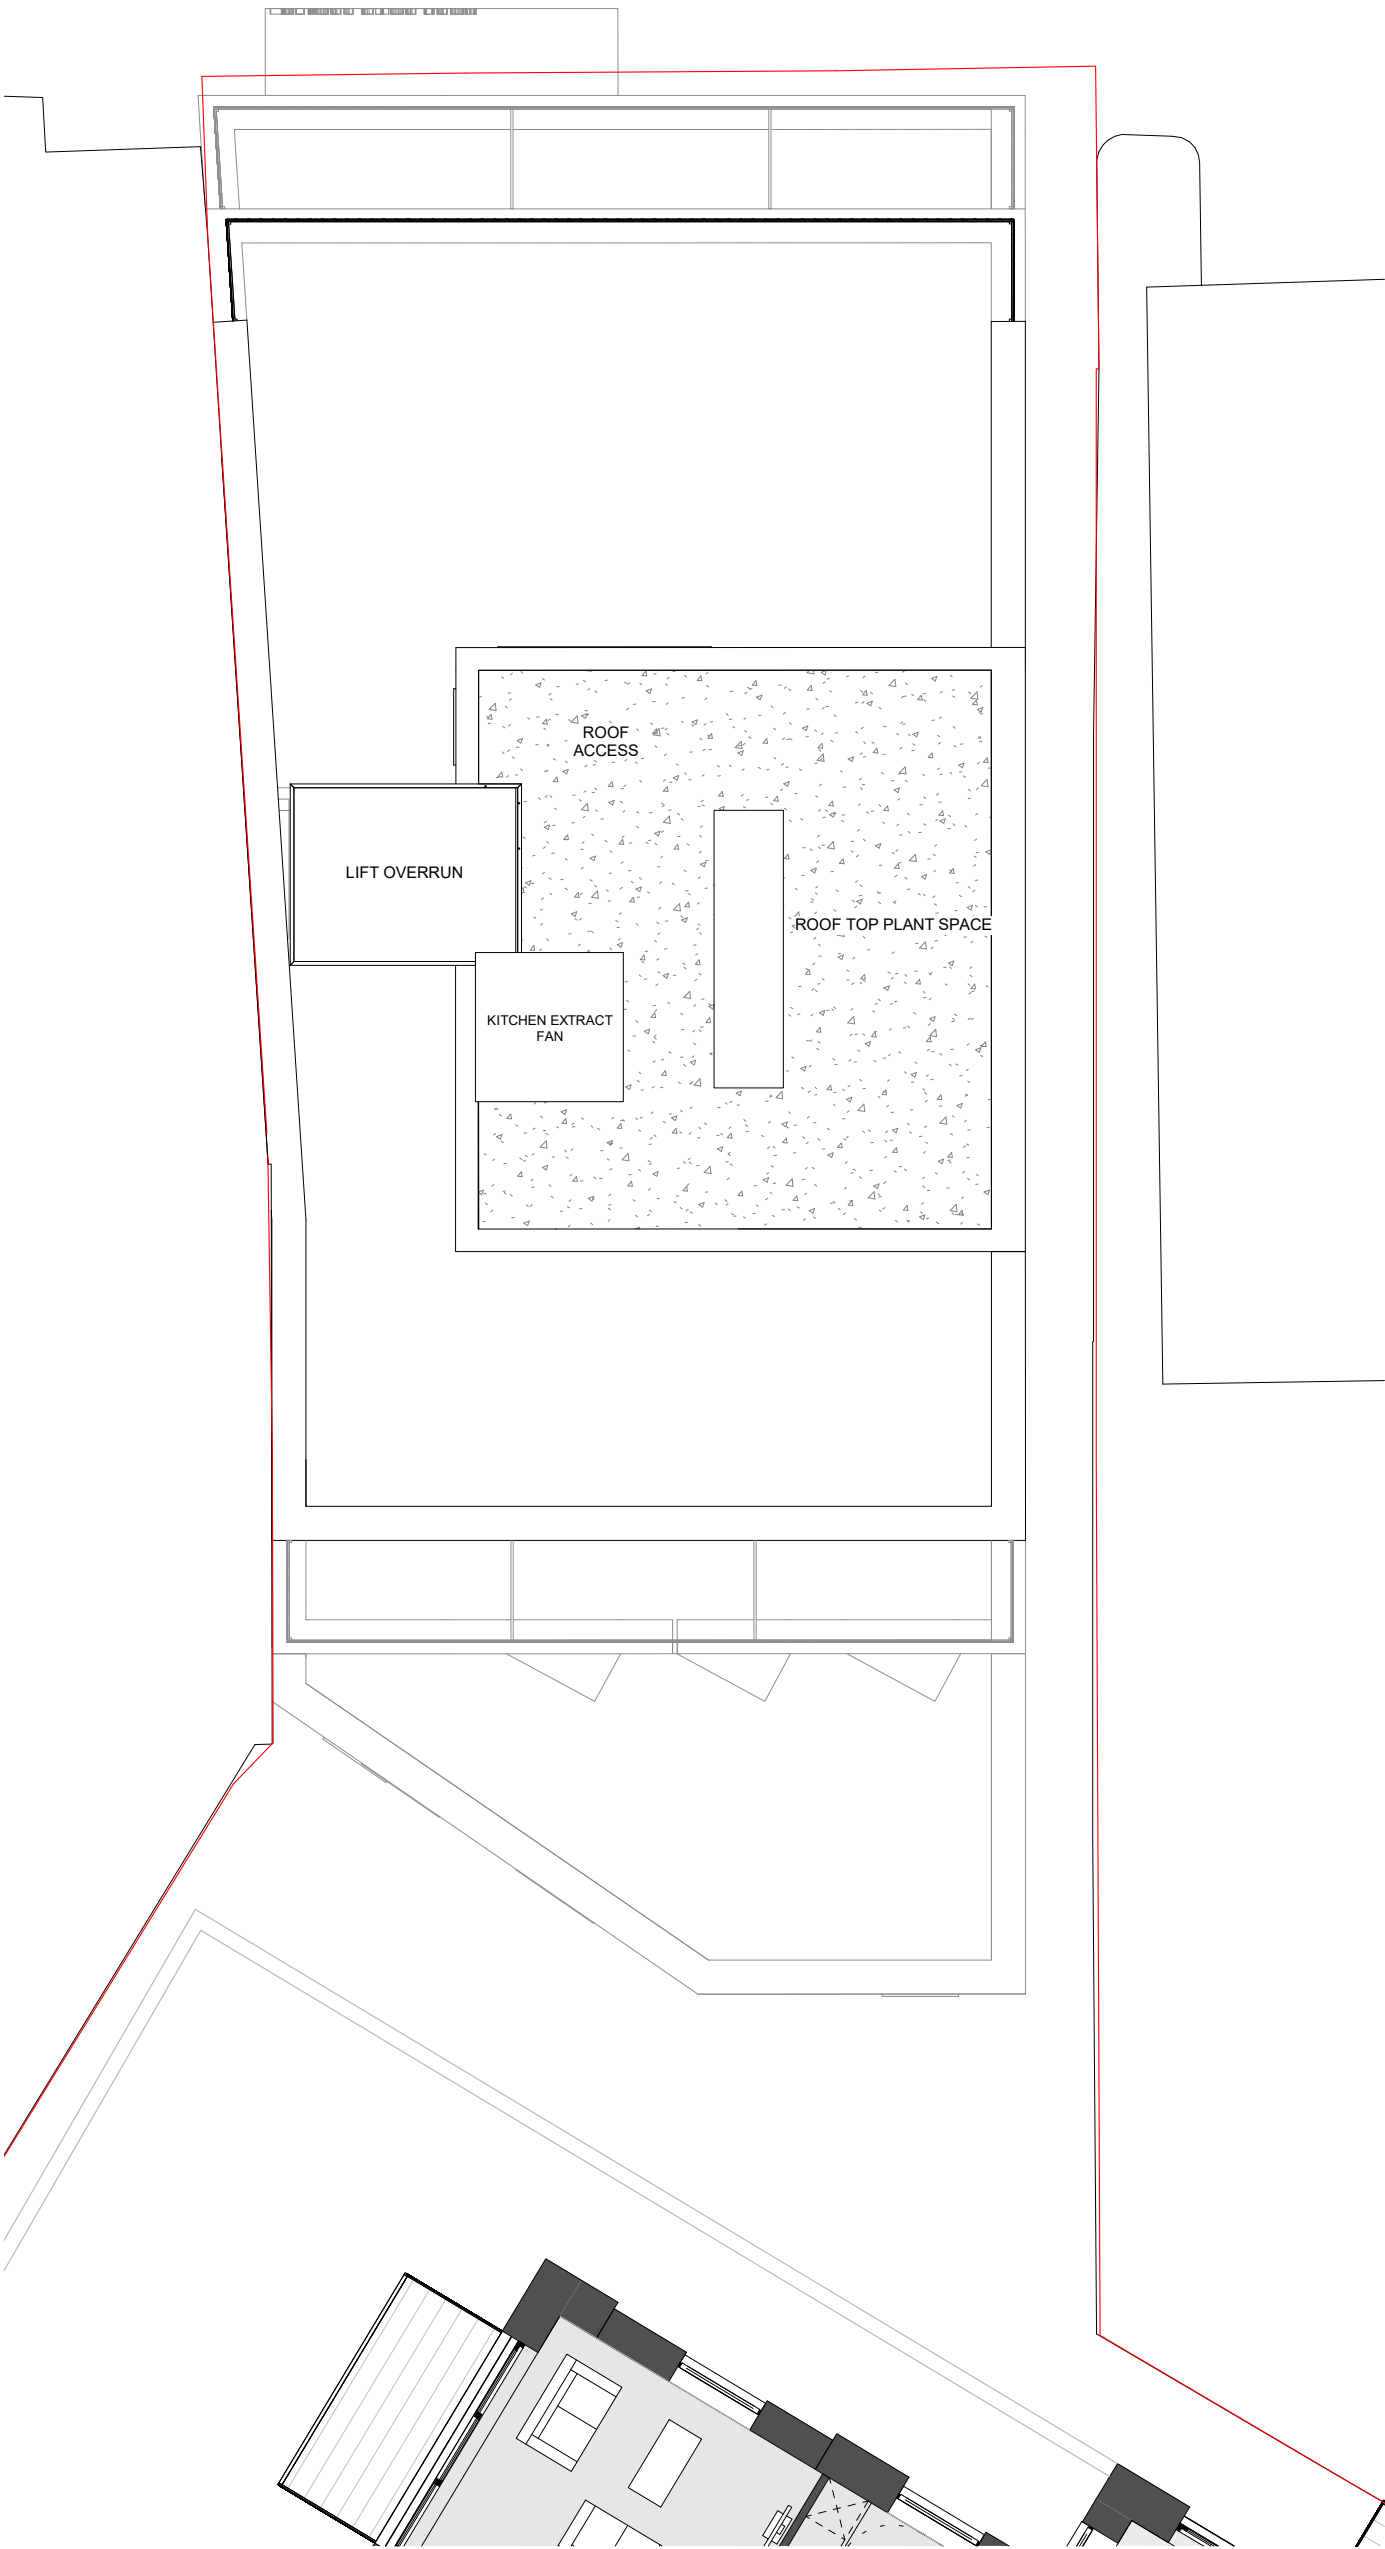 ROOF
ACCESS
LIFT OVERRUN
ROOF TOP PLANT SPACE
KITCHEN EXTRACT
FAN